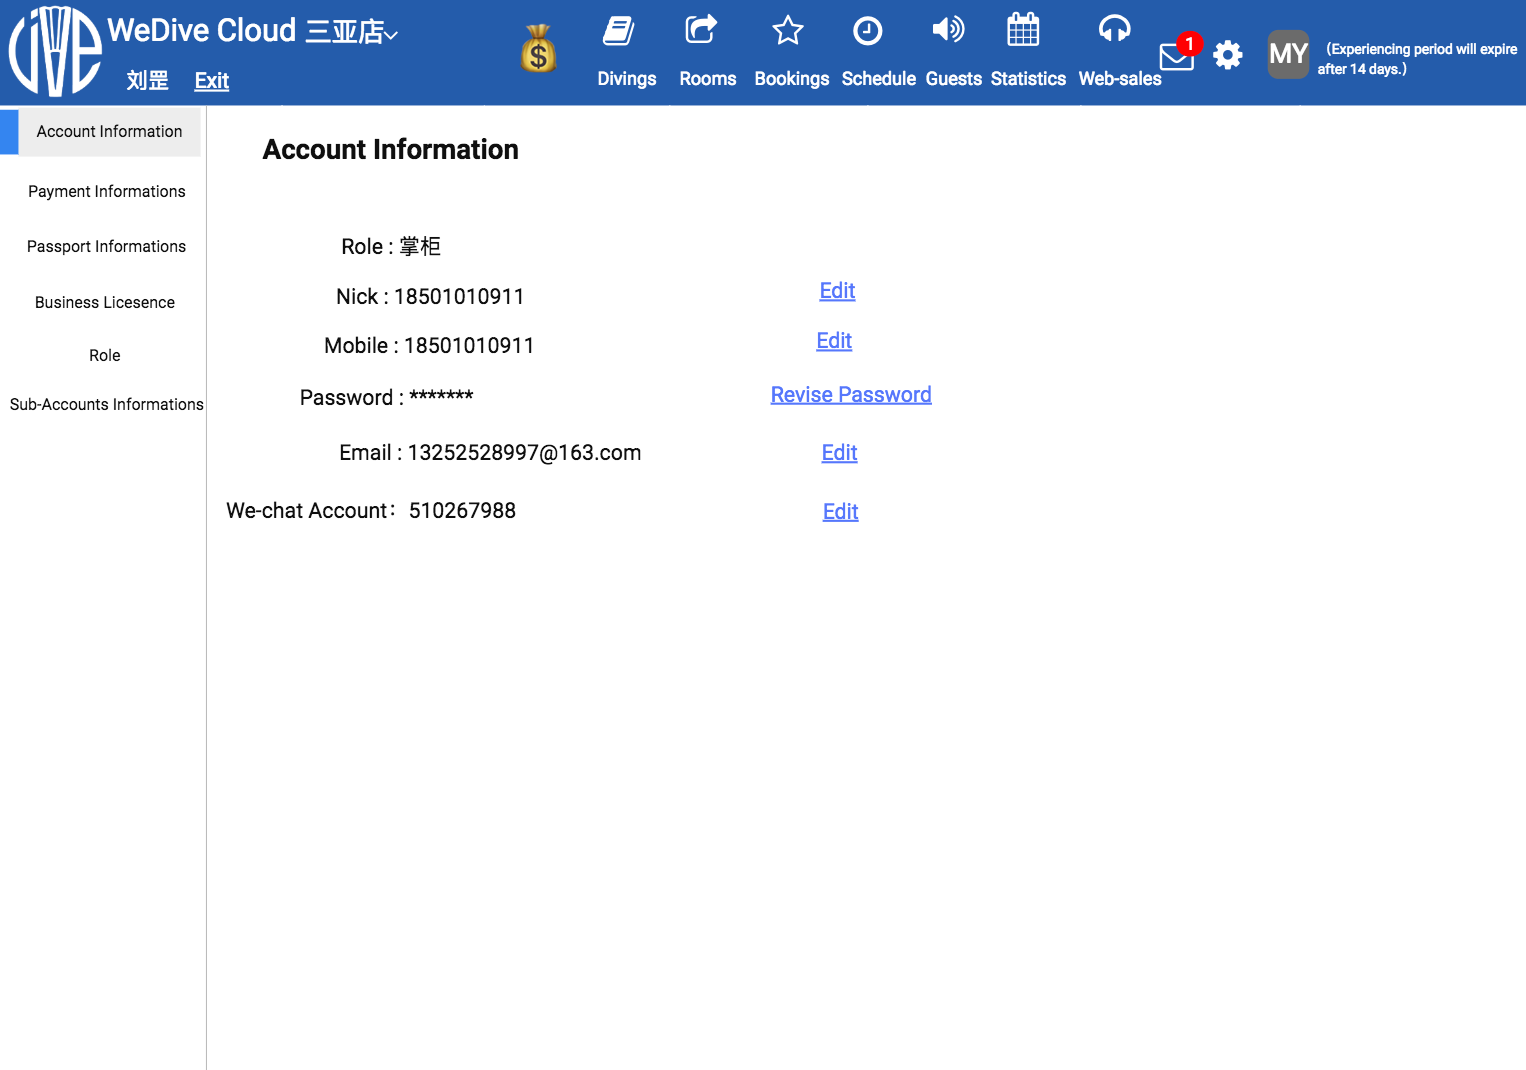 WeDive Cloud 三亚店
刘罡 Exit
$
Divings Rooms Bookings Schedule Guests Statistics Web-sales
1
MY
(Experiencing period will expire
after 14 days.)
Account Information
Payment Informations
Passport Informations
Business Licesence
Role
Sub-Accounts Informations
Account Information
Role : 掌柜
Nick : 18501010911 Edit
Mobile : 18501010911 Edit
Password : ******* Revise Password
Email : 13252528997@163.com Edit
We-chat Account： 510267988 Edit